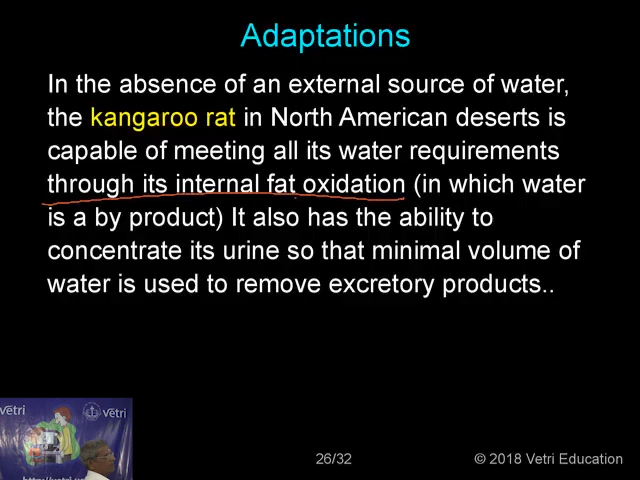 Adaptations
In the absence of an external source of water,
the kangaroo rat in North American deserts is
capable of meeting all its water requirements
through its internal fat oxidation (in which water
is a by product) It also has the ability to
concentrate its urine so that minimal volume of
water is used to remove excretory products..
Vetri
Vetri
26/32
© 2018 Vetri Education